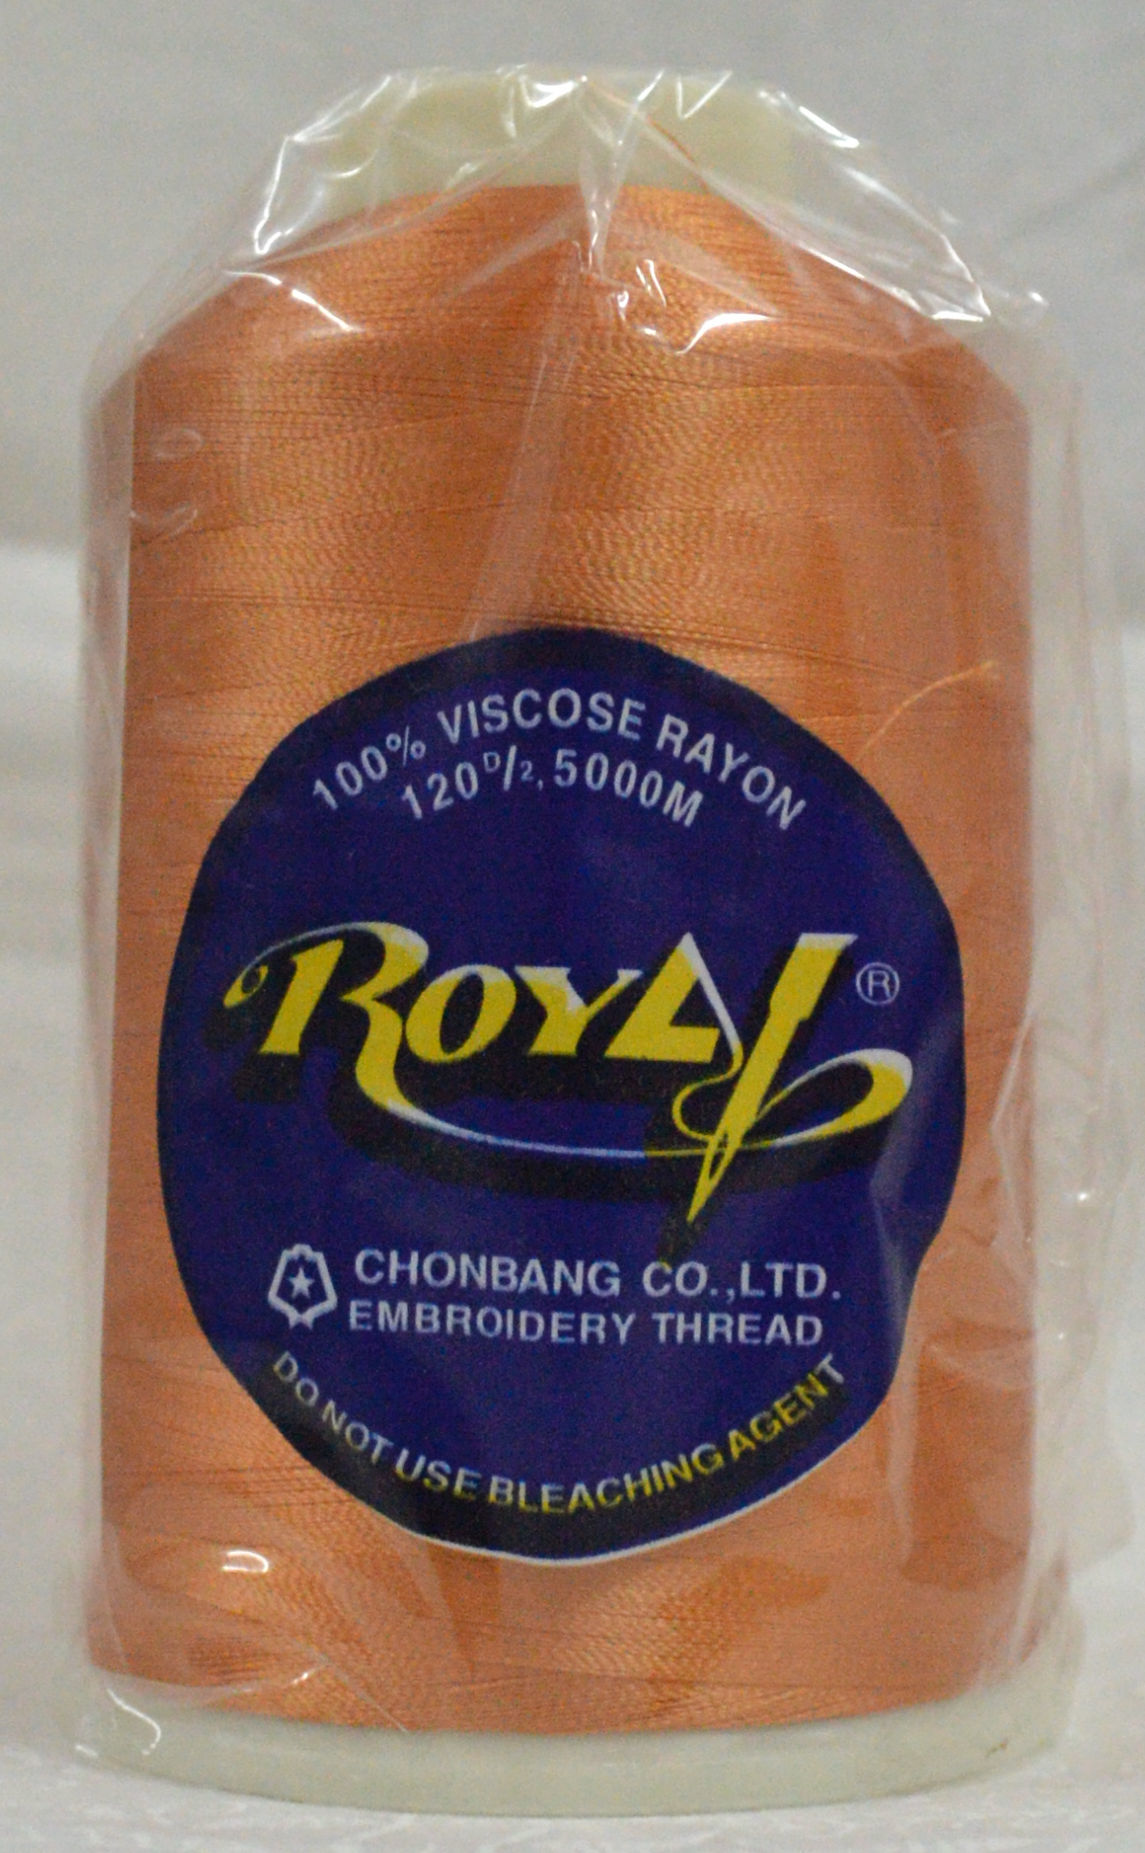 100% VISCOSE RAYON
120ᴰ/2, 5000M
ROYAL ®
CHONBANG CO.,LTD.
EMBROIDERY THREAD
DO NOT USE BLEACHING AGENT